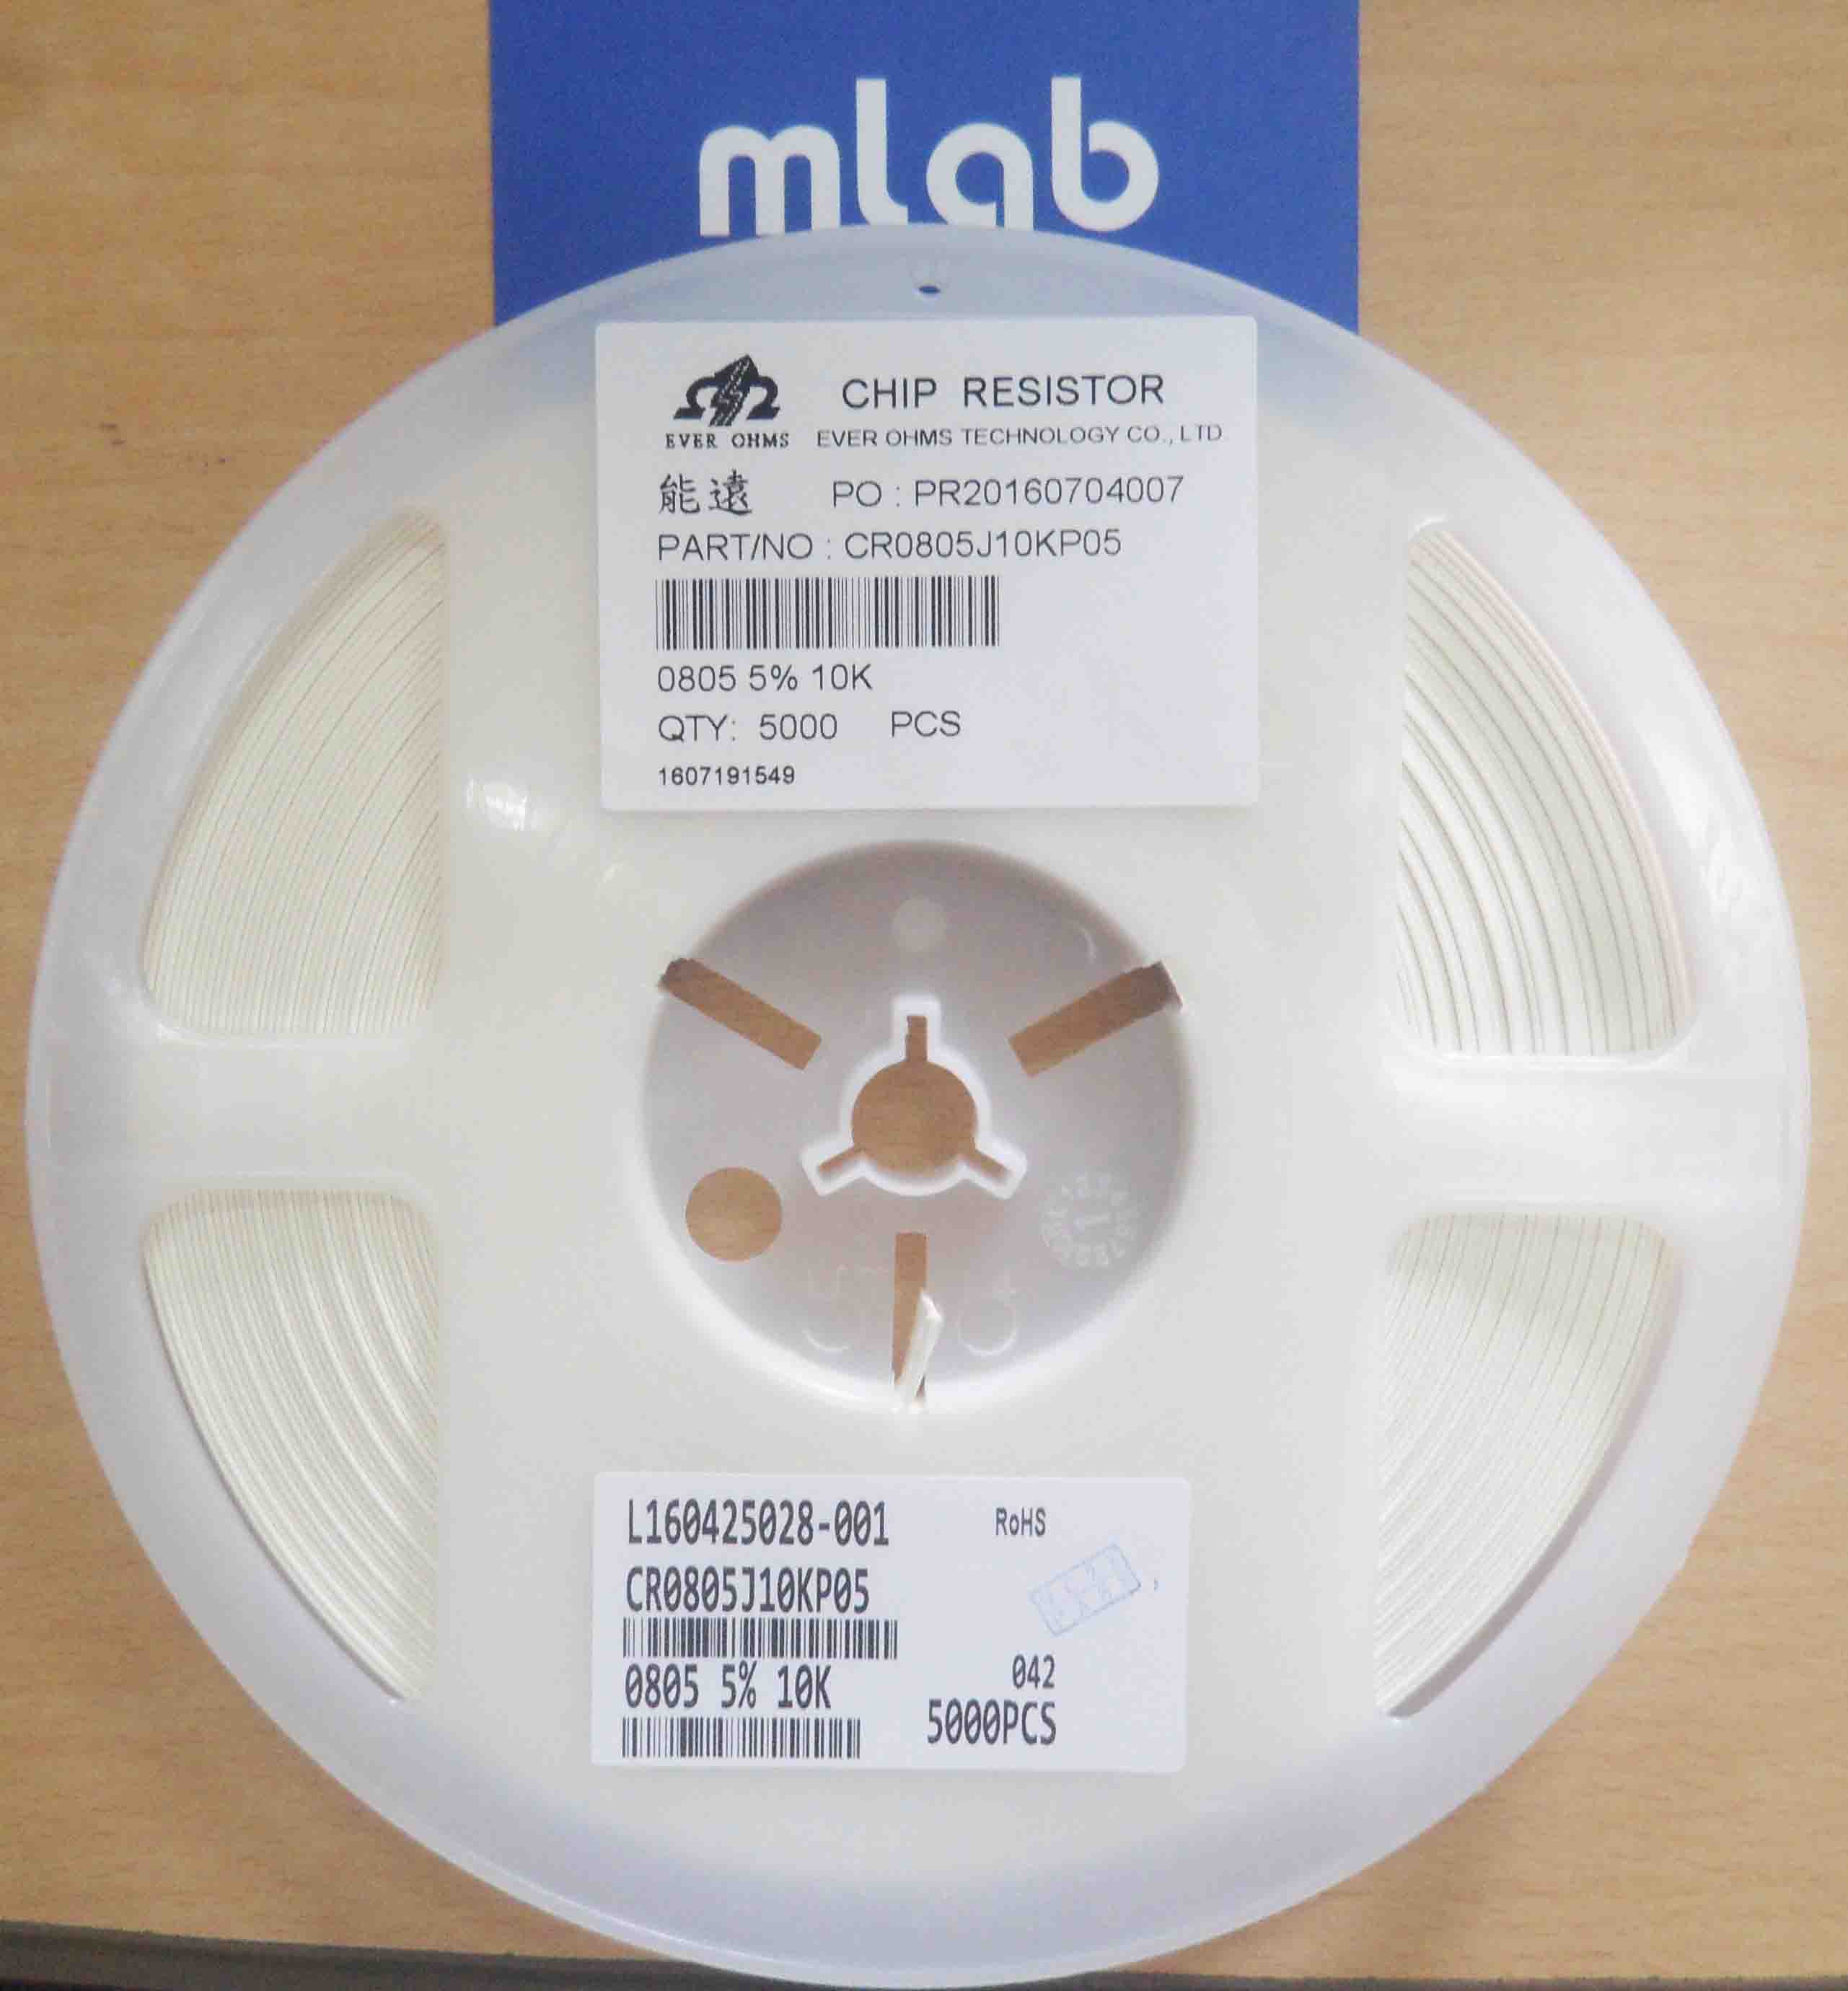 mlab
EVER OHMS
CHIP RESISTOR
EVER OHMS TECHNOLOGY CO., LTD
能遠 PO : PR20160704007
PART/NO : CR0805J10KP05
0805 5% 10K
QTY: 5000 PCS
1607191549
L160425028-001 RoHS
CR0805J10KP05
0805 5% 10K
042
5000PCS